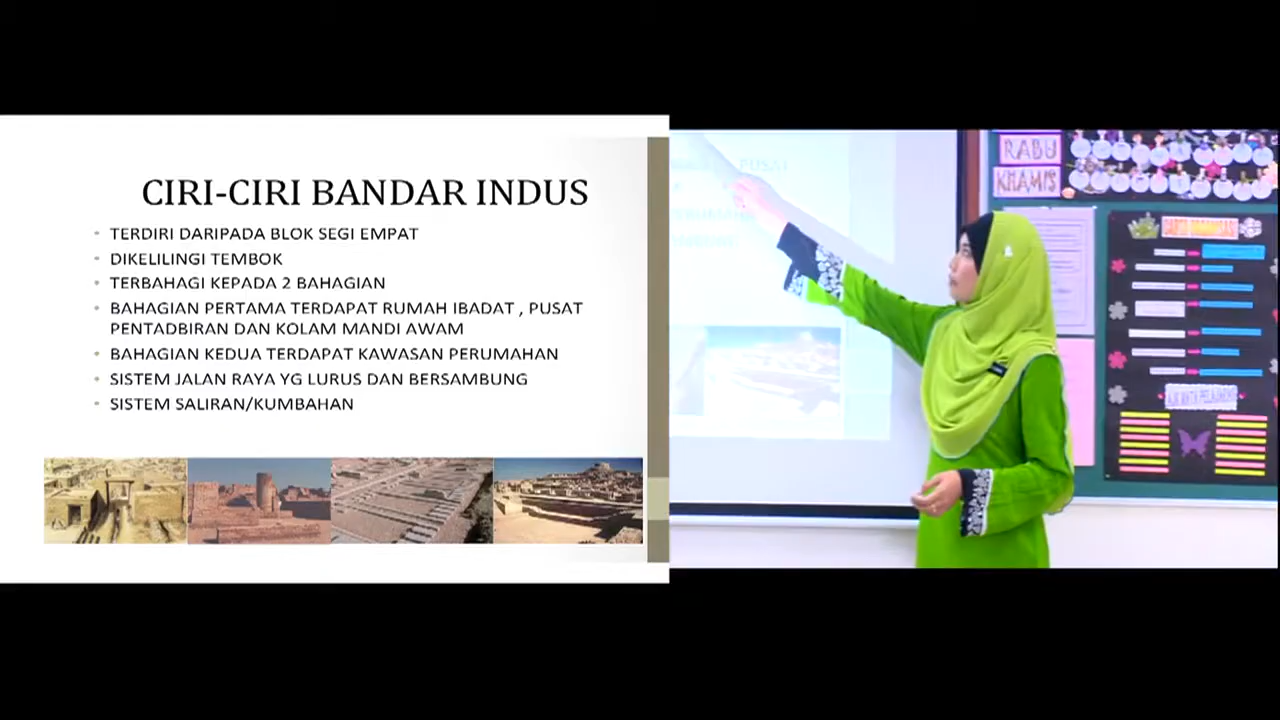 CIRI-CIRI BANDAR INDUS
TERDIRI DARIPADA BLOK SEGI EMPAT
DIKELILINGI TEMBOK
TERBAHAGI KEPADA 2 BAHAGIAN
BAHAGIAN PERTAMA TERDAPAT RUMAH IBADAT , PUSAT
PENTADBIRAN DAN KOLAM MANDI AWAM
BAHAGIAN KEDUA TERDAPAT KAWASAN PERUMAHAN
SISTEM JALAN RAYA YG LURUS DAN BERSAMBUNG
SISTEM SALIRAN/KUMBAHAN
PUSAT
RABU
KHAMIS